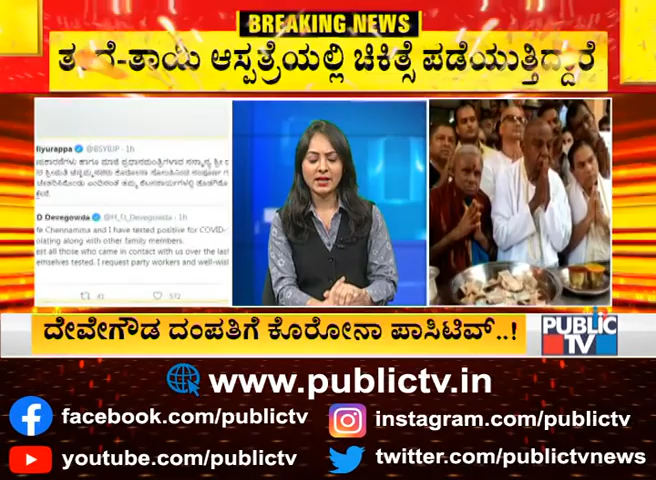 BREAKING NEWS
ತಂದೆ-ತಾಯಿ ಆಸ್ಪತ್ರೆಯಲ್ಲಿ ಚಿಕಿತ್ಸೆ ಪಡೆಯುತ್ತಿದ್ದಾರೆ
diyurappa @BSYBJP · 1h
D Devegowda @H_D_Devegowda · 1h
fe Chennamma and I have tested positive for COVID-
olating along with other family members.
est all those who came in contact with us over the last
emselves tested. I request party workers and well-wis
41 572
ದೇವೇಗೌಡ ದಂಪತಿಗೆ ಕೊರೋನಾ ಪಾಸಿಟಿವ್..!
PUBLIC TV
www.publictv.in
facebook.com/publictv
instagram.com/publictv
youtube.com/publictv
twitter.com/publictvnews